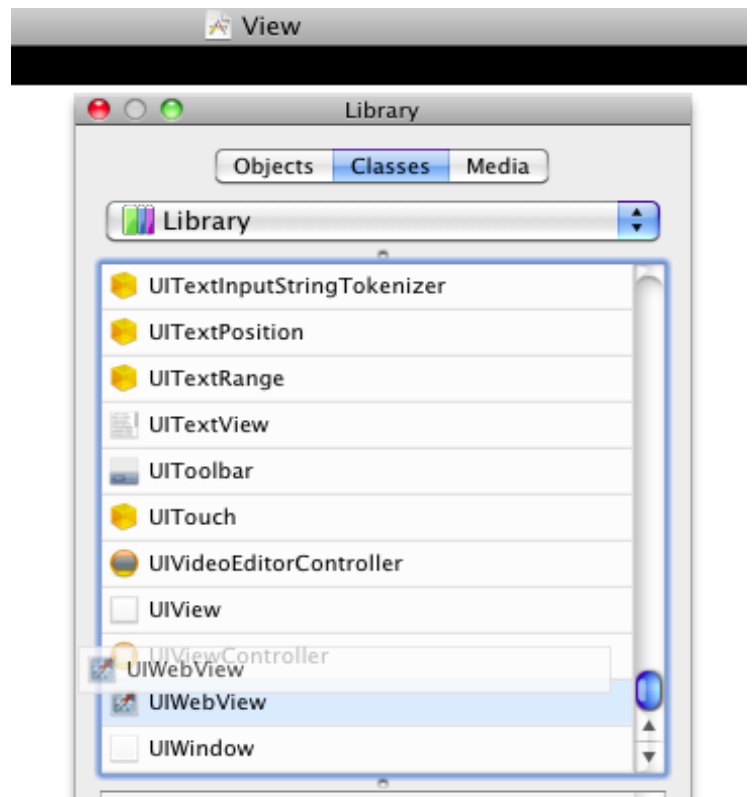 View
Library
Objects Classes Media
Library
UITextInputStringTokenizer
UITextPosition
UITextRange
UITextView
UIToolbar
UITouch
UIVideoEditorController
UIView
UIViewController
UIWebView
UIWebView
UIWindow